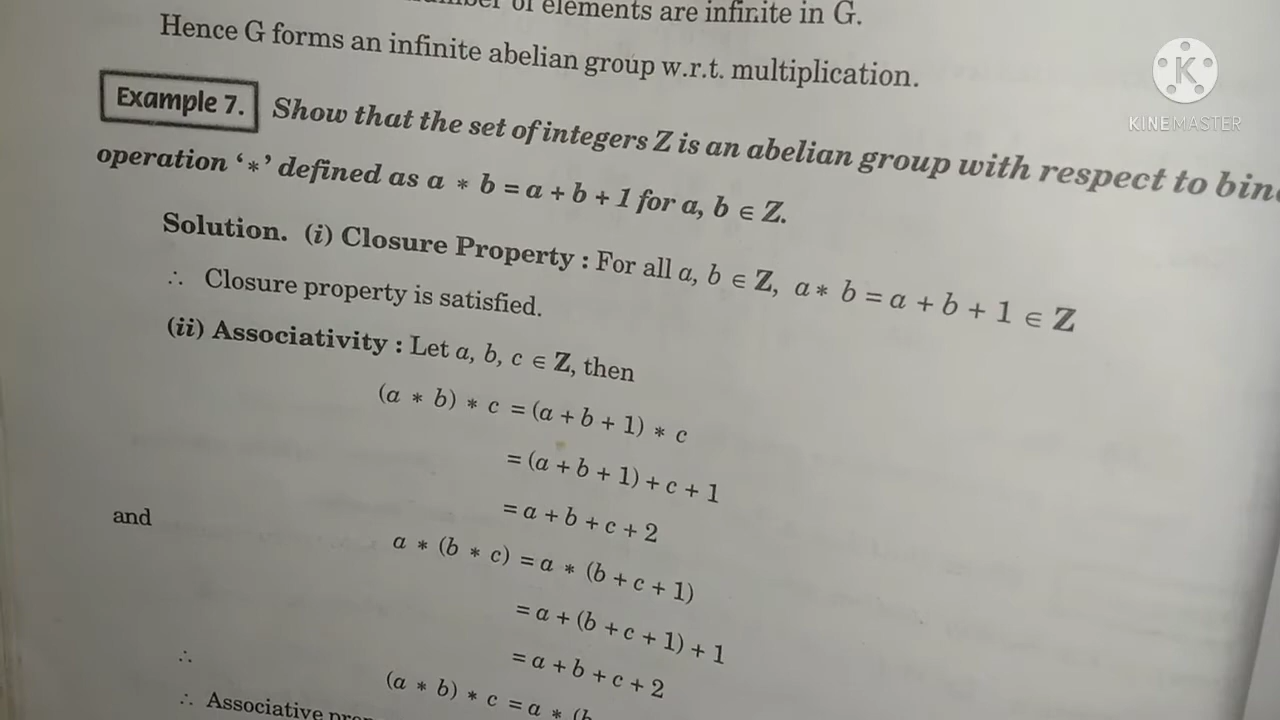 of elements are infinite in G.
Hence G forms an infinite abelian group w.r.t. multiplication.
KINEMASTER
Example 7. Show that the set of integers Z is an abelian group with respect to
operation ‘*’ defined as a * b = a + b + 1 for a, b ∈ Z.
Solution. (i) Closure Property : For all a, b ∈ Z, a * b = a + b + 1 ∈ Z
∴ Closure property is satisfied.
(ii) Associativity : Let a, b, c ∈ Z, then
(a * b) * c = (a + b + 1) * c
= (a + b + 1) + c + 1
= a + b + c + 2
and
a * (b * c) = a * (b + c + 1)
= a + (b + c + 1) + 1
= a + b + c + 2
∴ (a * b) * c = a * (b
∴ Associative